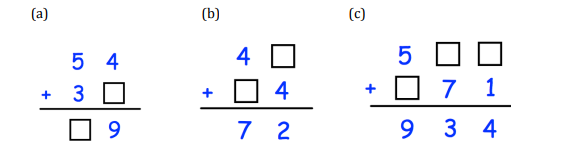 (a) (b) (c)
5 4 4 □ 5 □ □
+ 3 □ + □ 4 + □ 7 1
□ 9 7 2 9 3 4